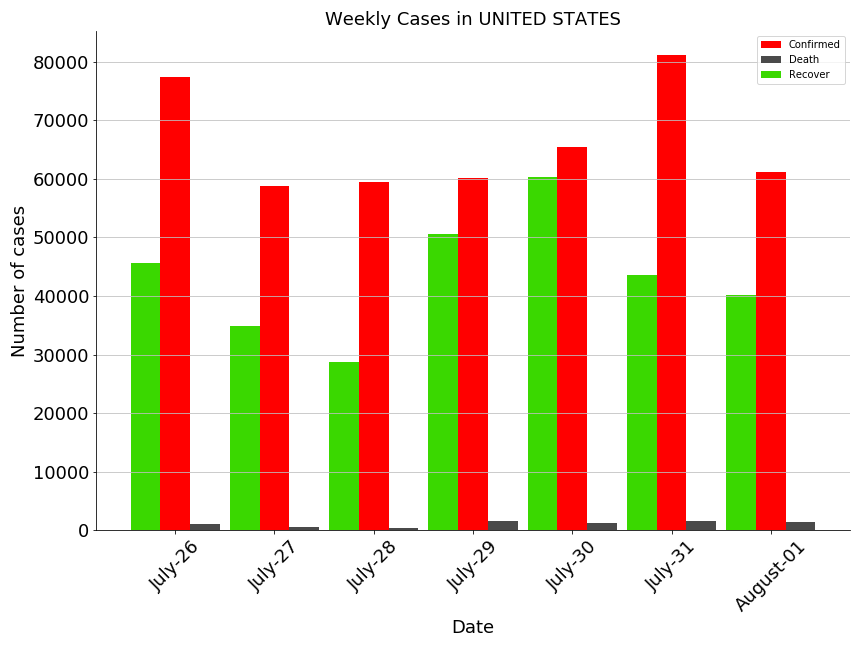 Weekly Cases in UNITED STATES
Confirmed
Death
Recover
Number of cases
80000
70000
60000
50000
40000
30000
20000
10000
0
July-26
July-27
July-28
July-29
July-30
July-31
August-01
Date